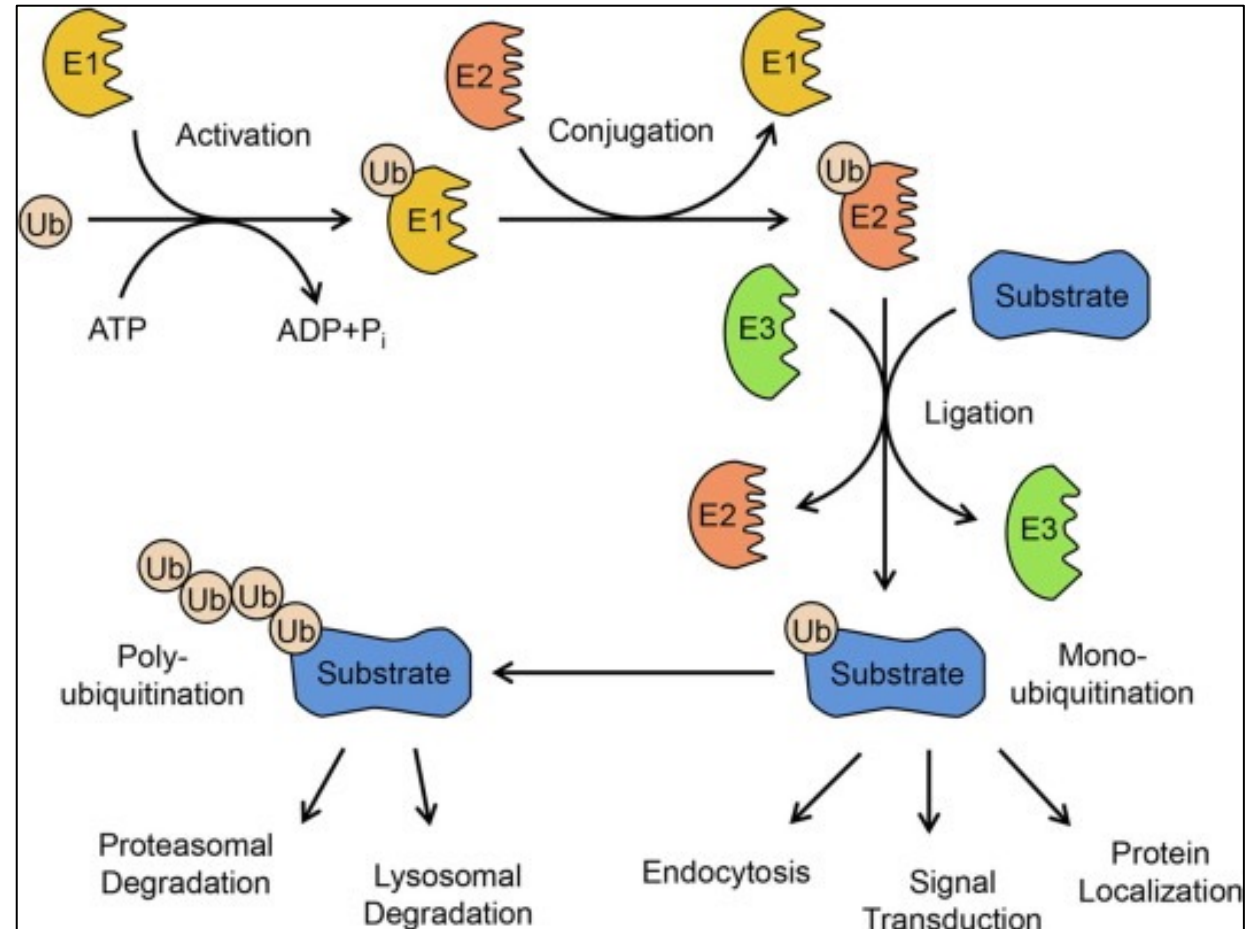 E1
E2
E1
Activation
Conjugation
Ub
Ub
Ub
E1
E2
ATP
ADP+Pi
E3
Substrate
Ligation
E2
E3
Ub
Ub
Ub
Ub
Substrate
Poly-
ubiquitination
Ub
Substrate
Mono-
ubiquitination
Proteasomal
Degradation
Lysosomal
Degradation
Endocytosis
Signal
Transduction
Protein
Localization